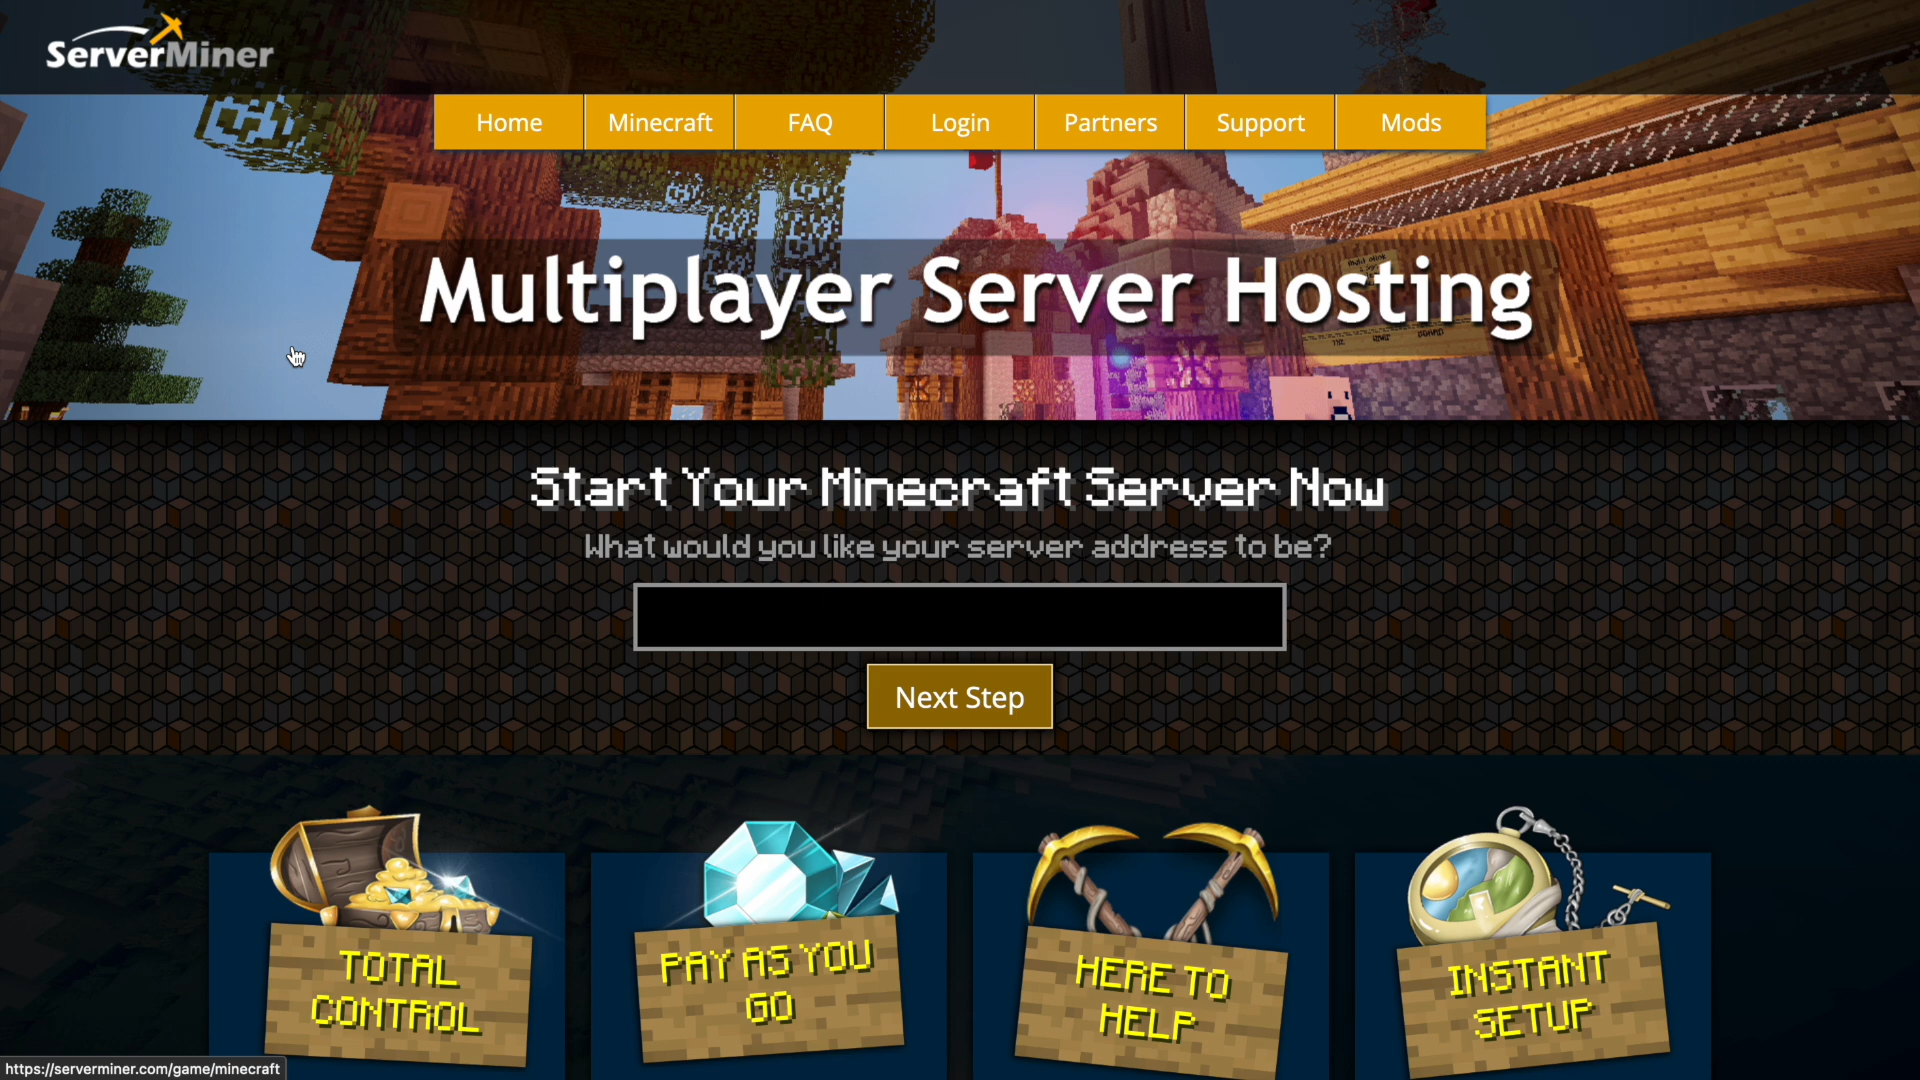 ServerMiner
Home
Minecraft
FAQ
Login
Partners
Support
Mods
Multiplayer Server Hosting
Start Your Minecraft Server Now
What would you like your server address to be?
Next Step
TOTAL
CONTROL
PAY AS YOU
GO
HERE TO
HELP
INSTANT
SETUP
https://serverminer.com/game/minecraft